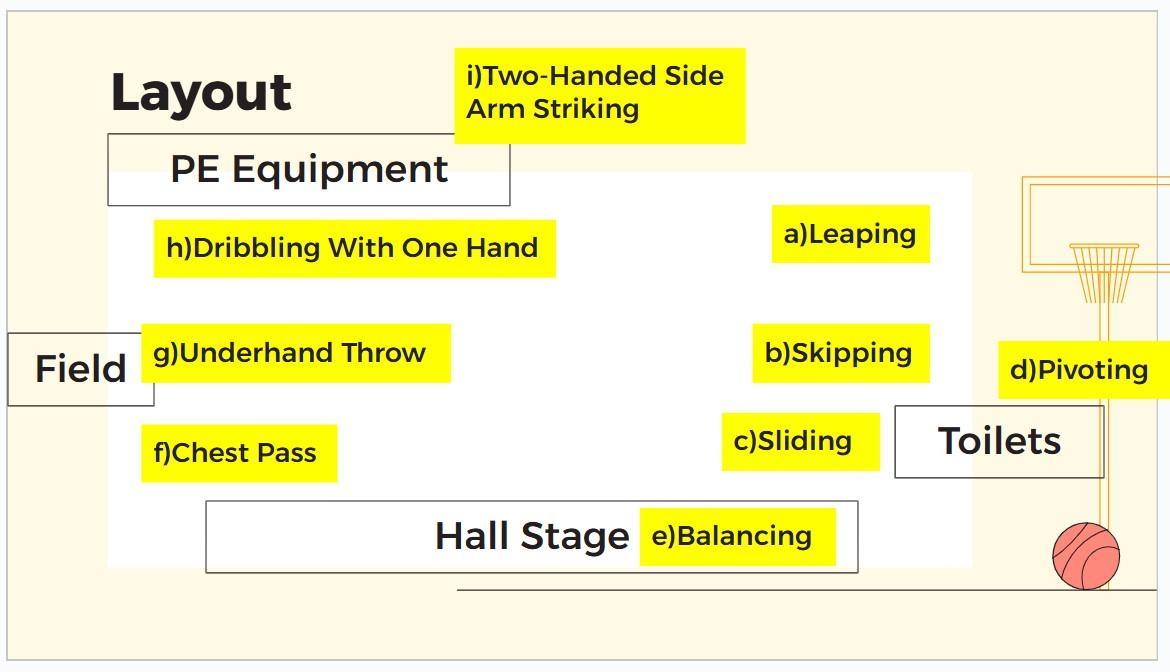 Layout
i)Two-Handed Side
Arm Striking
PE Equipment
h)Dribbling With One Hand
a)Leaping
Field
g)Underhand Throw
b)Skipping
d)Pivoting
f)Chest Pass
c)Sliding
Toilets
Hall Stage
e)Balancing